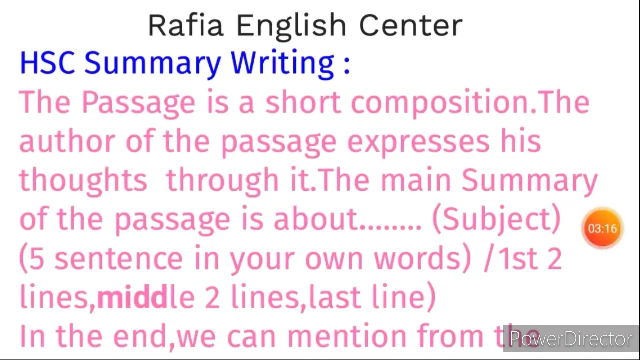 Rafia English Center
HSC Summary Writing :
The Passage is a short composition.The
author of the passage expresses his
thoughts through it.The main Summary
of the passage is about........ (Subject)
03:16
(5 sentence in your own words) /1st 2
lines,middle 2 lines,last line)
In the end,we can mention from the
PowerDirector